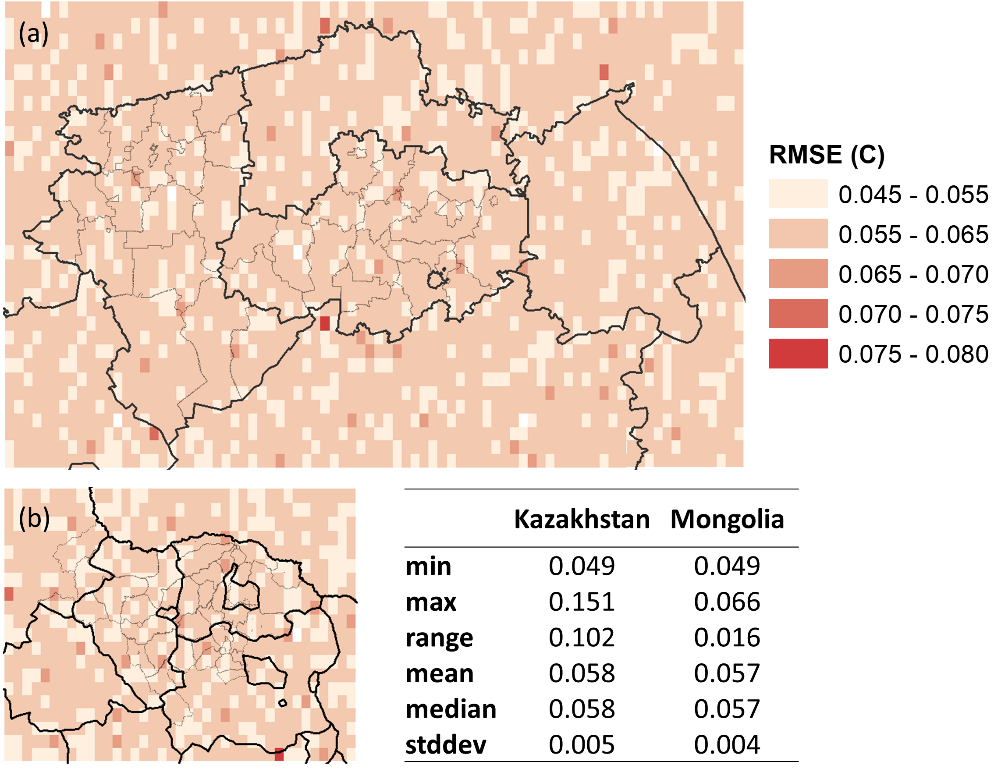 (a)
RMSE (C)
0.045 - 0.055
0.055 - 0.065
0.065 - 0.070
0.070 - 0.075
0.075 - 0.080
(b)
Kazakhstan Mongolia
min 0.049 0.049
max 0.151 0.066
range 0.102 0.016
mean 0.058 0.057
median 0.058 0.057
stddev 0.005 0.004